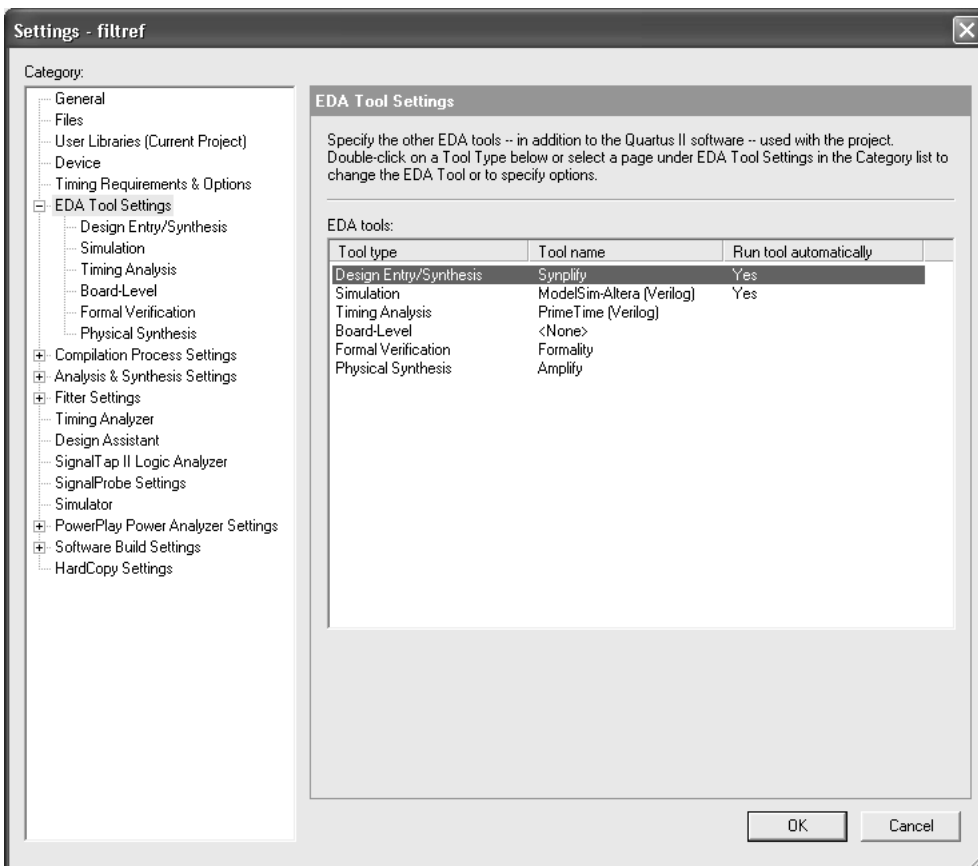 Settings - filtref
Category:
General
Files
User Libraries (Current Project)
Device
Timing Requirements & Options
EDA Tool Settings
Design Entry/Synthesis
Simulation
Timing Analysis
Board-Level
Formal Verification
Physical Synthesis
Compilation Process Settings
Analysis & Synthesis Settings
Fitter Settings
Timing Analyzer
Design Assistant
SignalTap II Logic Analyzer
SignalProbe Settings
Simulator
PowerPlay Power Analyzer Settings
Software Build Settings
HardCopy Settings
EDA Tool Settings
Specify the other EDA tools -- in addition to the Quartus II software -- used with the project.
Double-click on a Tool Type below or select a page under EDA Tool Settings in the Category list to
change the EDA Tool or to specify options.
EDA tools:
Tool type Tool name Run tool automatically
Design Entry/Synthesis Synplify Yes
Simulation ModelSim-Altera (Verilog) Yes
Timing Analysis PrimeTime (Verilog)
Board-Level <None>
Formal Verification Formality
Physical Synthesis Amplify
OK Cancel